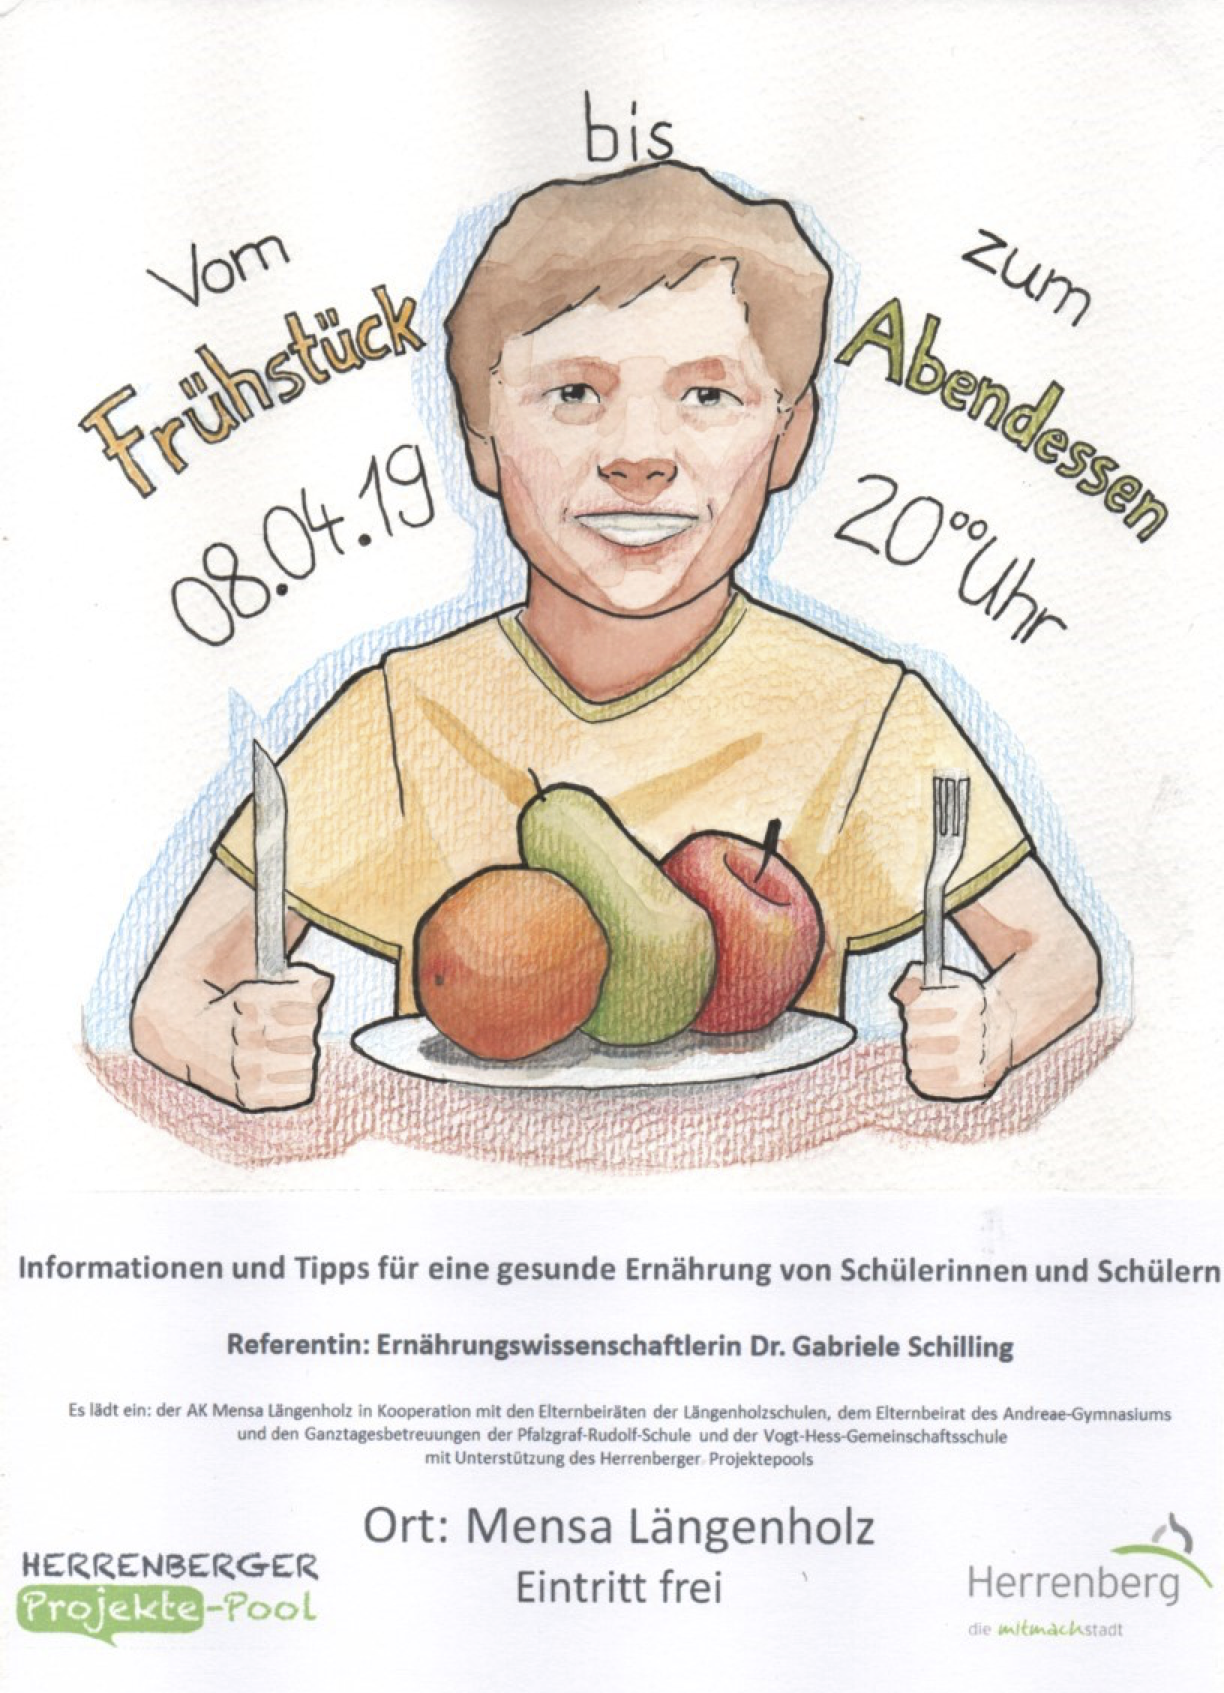 Vom
Frühstück
bis
zum
Abendessen
08.04.19
20°° Uhr
Informationen und Tipps für eine gesunde Ernährung von Schülerinnen und Schülern
Referentin: Ernährungswissenschaftlerin Dr. Gabriele Schilling
Es lädt ein: der AK Mensa Längenholz in Kooperation mit den Elternbeiräten der Längenholzschulen, dem Elternbeirat des Andreae-Gymnasiums
und den Ganztagesbetreuungen der Pfalzgraf-Rudolf-Schule und der Vogt-Hess-Gemeinschaftsschule
mit Unterstützung des Herrenberger Projektepools
Ort: Mensa Längenholz
Eintritt frei
HERRENBERGER
Projekte-Pool
Herrenberg
die mitmachstadt